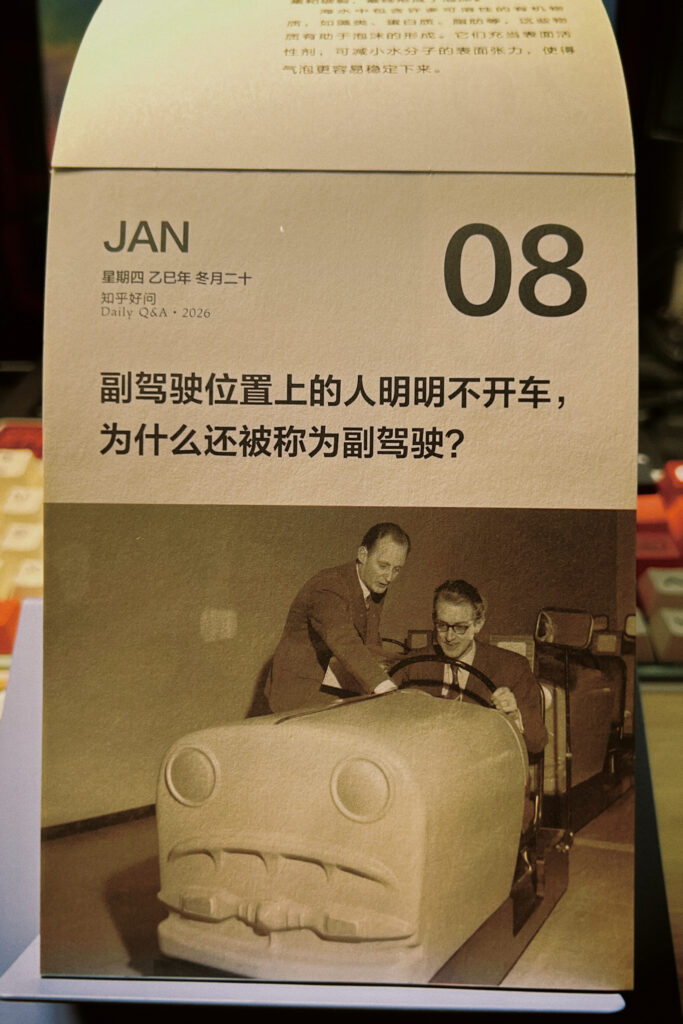 海水中包含许多可溶性的有机物
质，如藻类、蛋白质、脂肪等，这些物
质有助于泡沫的形成。它们充当表面活
性剂，可减小水分子的表面张力，使得
气泡更容易稳定下来。
JAN
08
星期四 乙巳年 冬月二十
知乎好问
Daily Q&A • 2026
副驾驶位置上的人明明不开车，
为什么还被称为副驾驶？